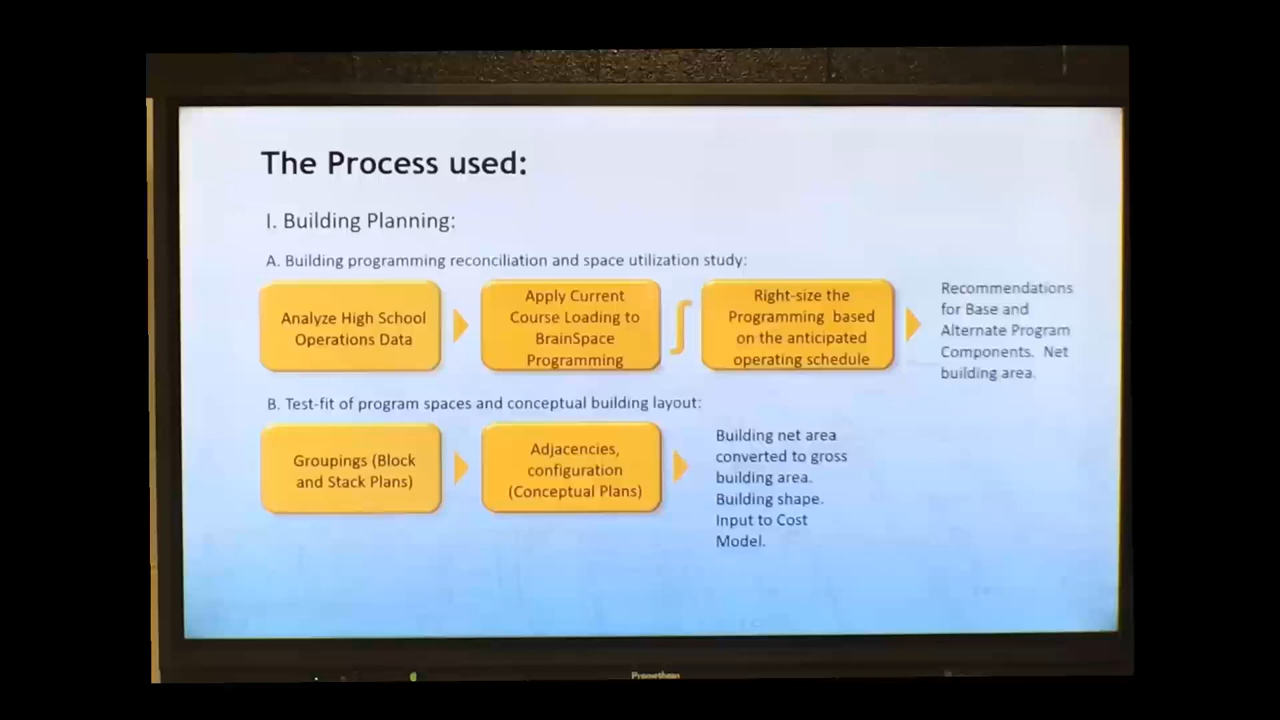 The Process used:
I. Building Planning:
A. Building programming reconciliation and space utilization study:
Analyze High School
Operations Data
Apply Current
Course Loading to
BrainSpace
Programming
Right-size the
Programming based
on the anticipated
operating schedule
Recommendations
for Base and
Alternate Program
Components. Net
building area.
B. Test-fit of program spaces and conceptual building layout:
Groupings (Block
and Stack Plans)
Adjacencies,
configuration
(Conceptual Plans)
Building net area
converted to gross
building area.
Building shape.
Input to Cost
Model.
Promethean